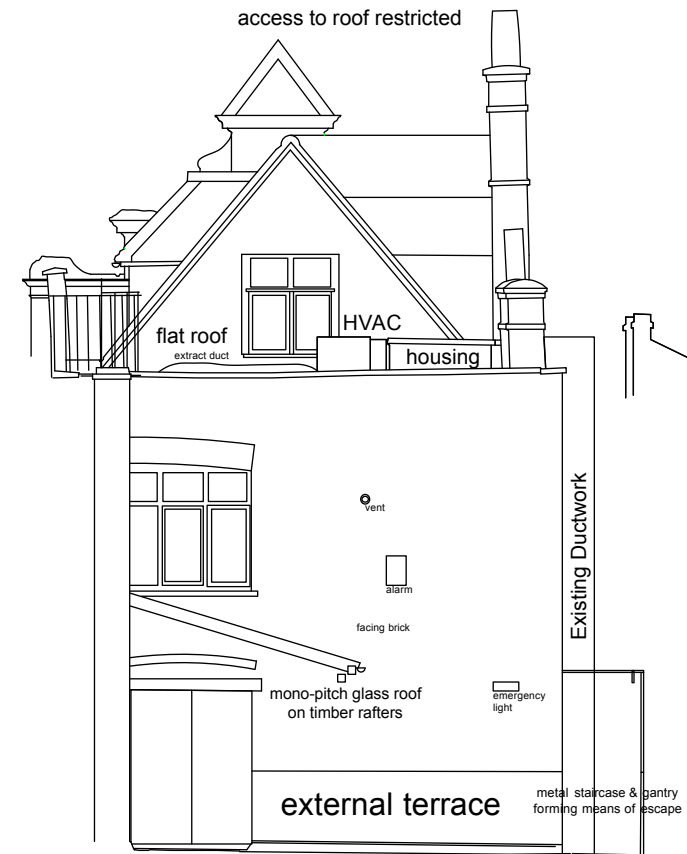 access to roof restricted
HVAC
flat roof
extract duct
housing
vent
Existing Ductwork
alarm
facing brick
mono-pitch glass roof
on timber rafters
emergency
light
external terrace
metal staircase & gantry
forming means of escape